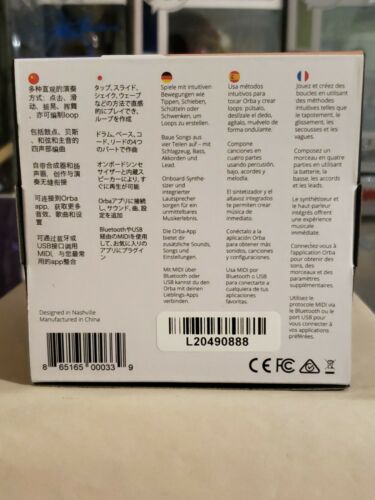 多种直观的演奏
方式：点击、滑
动、摇晃、挥舞
，亦可编制loop
包括鼓点、贝斯
、和弦和主音的
四声部编曲
自带合成器和扬
声器，创作与演
奏无缝衔接
可连接到Orba
app，获取更多
音效、歌曲和设
置
可通过蓝牙或
USB接口调用
MIDI，与您最常
用的app整合
タップ、スライド、
シェイク、ウェーブ
などの方法で直感
的にプレイでき、
ループを作成
ドラム、ベース、コ
ード、リードの4つ
のパートで作曲
オンボードシンセ
サイザーと内蔵ス
ピーカーにより、す
ぐに再生が可能
Orbaアプリに接続
し、サウンド、曲、設
定を追加
BluetoothやUSB
経由のMIDIを使用
して、お気に入りの
アプリにプラグイ
ン
Spiele mit intuitiven
Bewegungen wie
Tippen, Schieben,
Schütteln oder
Schwingen, um
Loops zu erstellen.
Baue Songs aus
vier Teilen auf - mit
Schlagzeug, Bass,
Akkorden und
Lead.
Onboard-Synthe-
sizer und
integrierter
Lautsprecher
sorgen für ein
unmittelbares
Musikerlebnis.
Die Orba-App
bietet dir
zusätzliche Sounds,
Songs und
Einstellungen.
Mit MIDI über
Bluetooth oder
USB kannst du den
Orba mit deinen
Lieblings-Apps
verbinden.
Usa métodos
intuitivos para
tocar Orba y crear
loops: púlsalo,
deslízale el dedo,
agítalo, muévelo de
forma ondulante.
Compone
canciones en
cuatro partes
usando percusión,
bajo, acordes y
melodía.
El sintetizador y el
altavoz integrados
te permiten crear
música de
inmediato.
Conéctalo a la
aplicación Orba
para obtener más
sonidos, canciones
y configuraciones.
Usa MIDI por
Bluetooth o USB
para conectarte a
cualquiera de tus
aplicaciones
favoritas.
Jouez et créez des
boucles en utilisant
des méthodes
intuitives telles que
le tapotement, le
glissement, les
secousses et les
vagues.
Composez un
morceau en quatre
parties en utilisant
la batterie, la
basse, les accords
et les leads.
Le synthétiseur et le
haut-parleur
intégrés offrent une
expérience
musicale
immédiate.
Connectez-vous à
l'application Orba
pour obtenir des
sons, des
morceaux et des
paramètres
supplémentaires.
Utilisez le
protocole MIDI via
le Bluetooth ou le
port USB pour vous
connecter à vos
applications
préférées.
Designed in Nashville
Manufactured in China
8 65165 00033 9
L20490888
CE FC